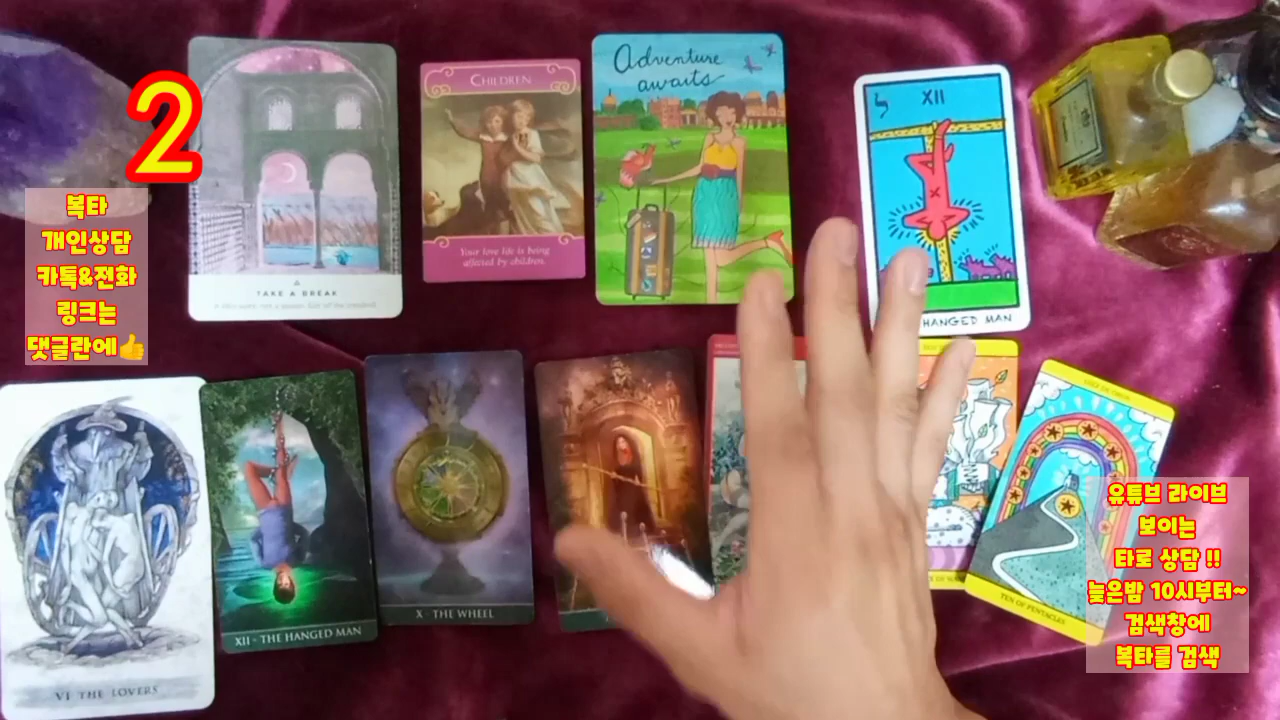 2
복타
개인상담
카톡&전화
링크는
댓글란에👍
TAKE A BREAK
CHILDREN
Your love life is being
affected by children.
Adventure
awaits
XII
HANGED MAN
VI THE LOVERS
XII - THE HANGED MAN
X - THE WHEEL
TEN OF PENTACLES
유튜브 라이브
보이는
타로 상담 !!
늦은밤 10시부터~
검색창에
복타를 검색